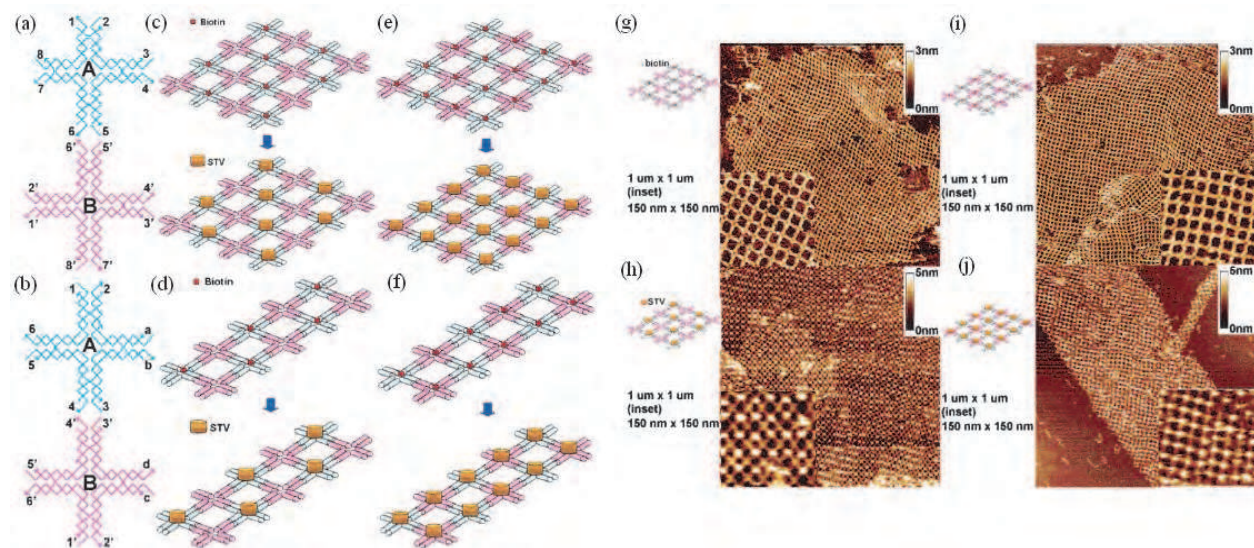 (a)
1 2
8 3
A
7 4
6 5
6' 5'
2' 4'
B
1' 3'
8' 7'
(b)
1 2
6 a
A
5 b
4 3
4' 3'
5' d
B
6' c
1' 2'
(c)
Biotin
STV
(d)
Biotin
STV
(e)
(f)
(g)
biotin
3nm
0nm
1 um x 1 um
(inset)
150 nm x 150 nm
(h)
STV
5nm
0nm
1 um x 1 um
(inset)
150 nm x 150 nm
(i)
3nm
0nm
1 um x 1 um
(inset)
150 nm x 150 nm
(j)
5nm
0nm
1 um x 1 um
(inset)
150 nm x 150 nm